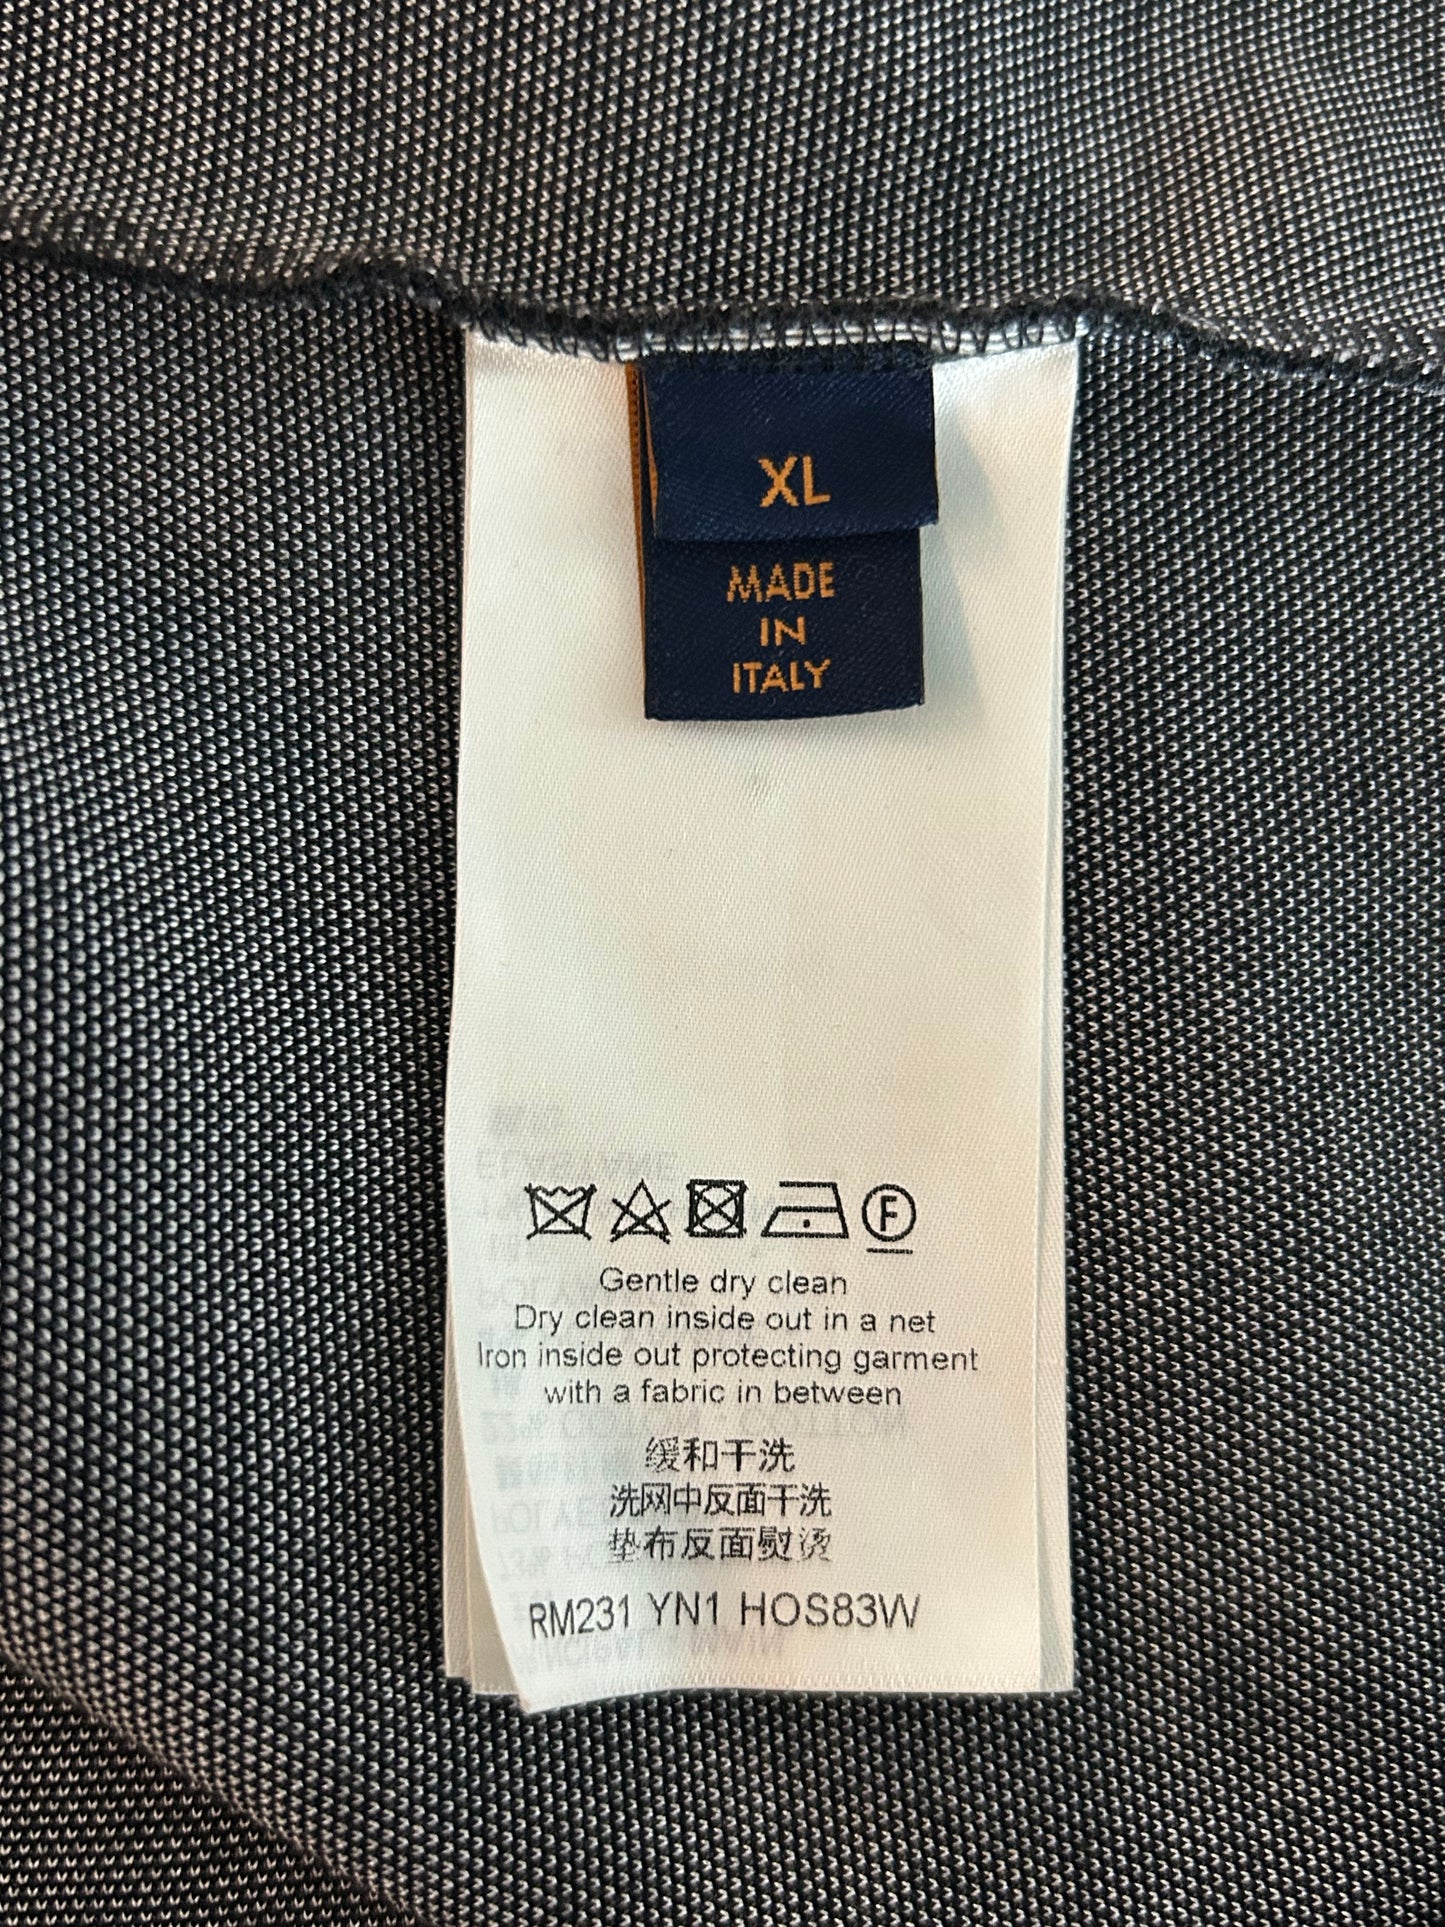 XL
MADE
IN
ITALY
F
Gentle dry clean
Dry clean inside out in a net
Iron inside out protecting garment
with a fabric in between
缓和干洗
洗网中反面干洗
垫布反面熨烫
RM231 YN1 HOS83W